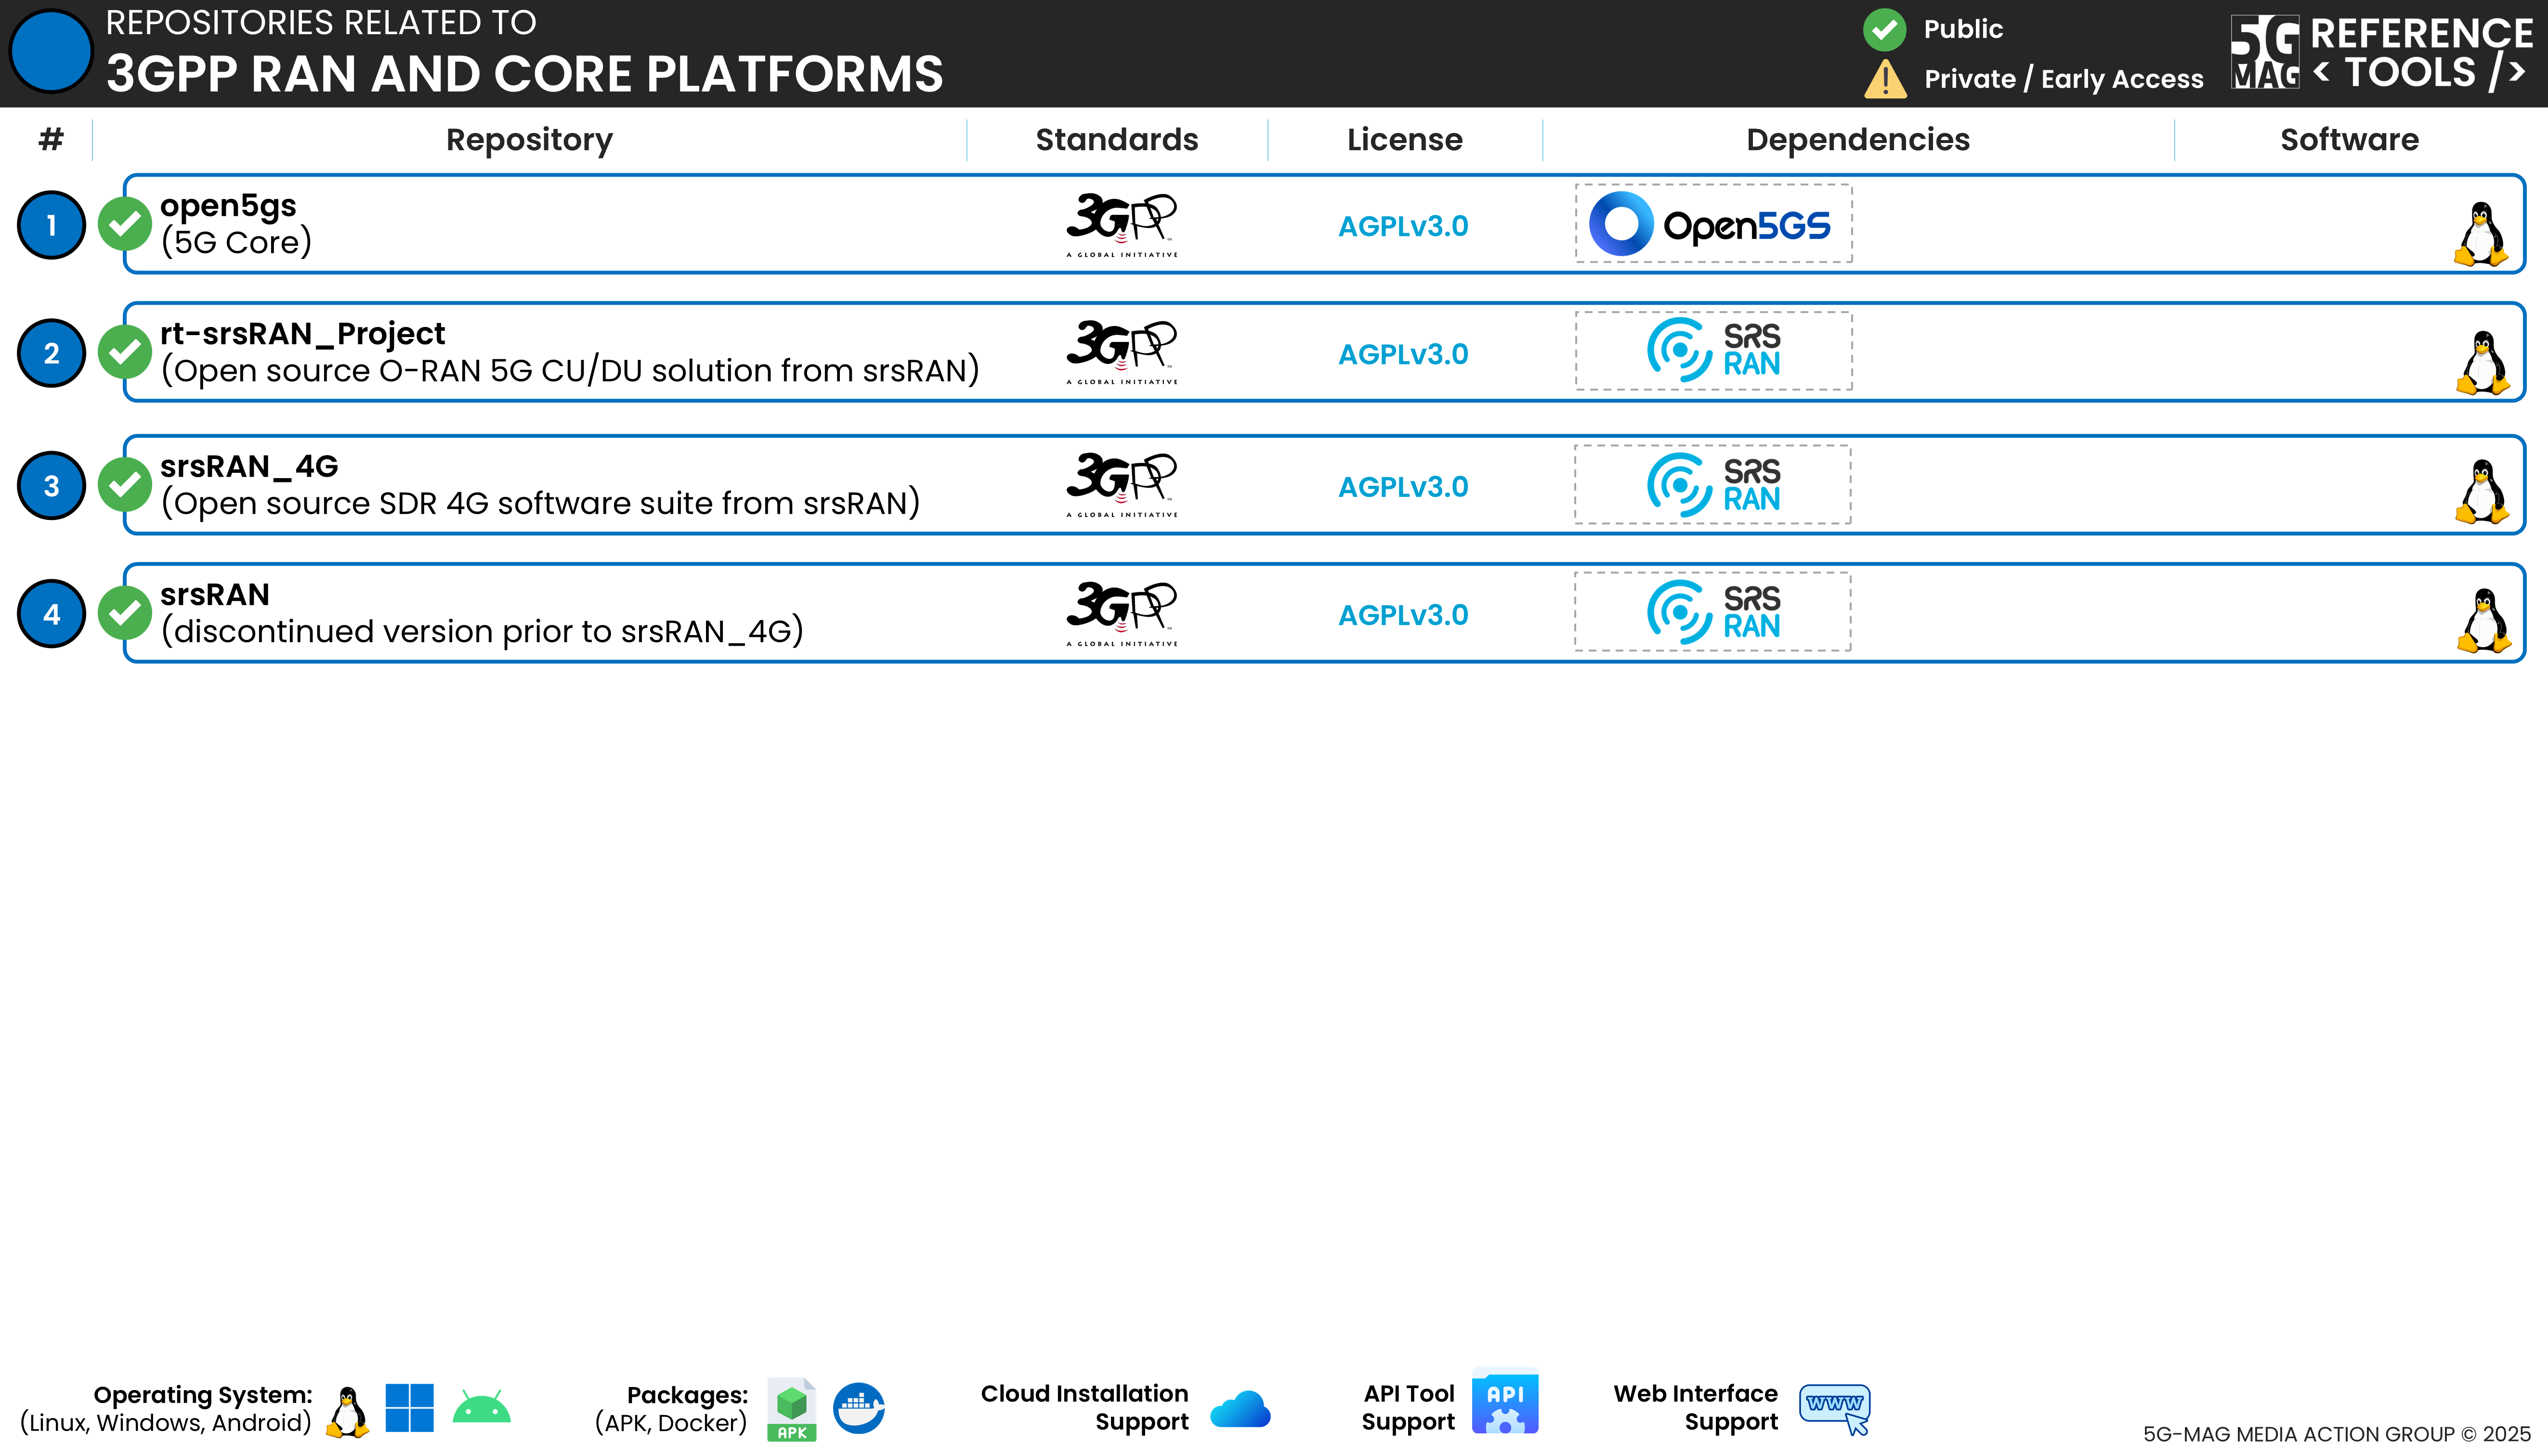 REPOSITORIES RELATED TO
3GPP RAN AND CORE PLATFORMS
Public
Private / Early Access
5G MAG
REFERENCE
< TOOLS />
# Repository Standards License Dependencies Software
1
open5gs
(5G Core)
3GPP
A GLOBAL INITIATIVE
AGPLv3.0
Open5GS
2
rt-srsRAN_Project
(Open source O-RAN 5G CU/DU solution from srsRAN)
3GPP
A GLOBAL INITIATIVE
AGPLv3.0
SRS
RAN
3
srsRAN_4G
(Open source SDR 4G software suite from srsRAN)
3GPP
A GLOBAL INITIATIVE
AGPLv3.0
SRS
RAN
4
srsRAN
(discontinued version prior to srsRAN_4G)
3GPP
A GLOBAL INITIATIVE
AGPLv3.0
SRS
RAN
Operating System:
(Linux, Windows, Android)
Packages:
(APK, Docker)
APK
Cloud Installation
Support
API Tool
Support
API
Web Interface
Support
WWW
5G-MAG MEDIA ACTION GROUP © 2025